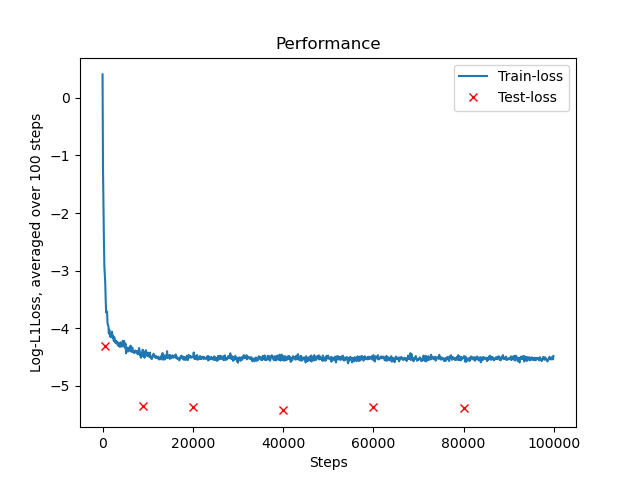 Performance
Train-loss
Test-loss
Log-L1Loss, averaged over 100 steps
0
−1
−2
−3
−4
−5
0 20000 40000 60000 80000 100000
Steps